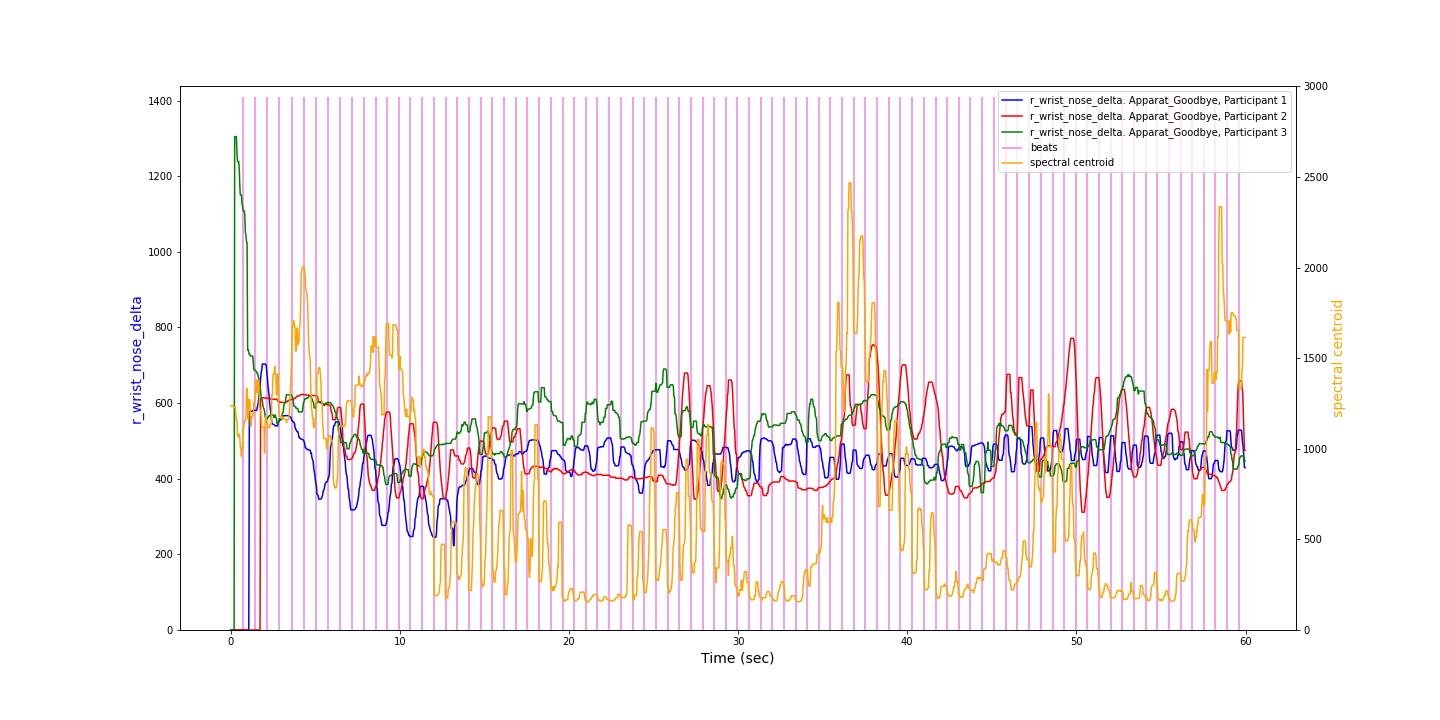 r_wrist_nose_delta
1400
1200
1000
800
600
400
200
0
r_wrist_nose_delta. Apparat_Goodbye, Participant 1
r_wrist_nose_delta. Apparat_Goodbye, Participant 2
r_wrist_nose_delta. Apparat_Goodbye, Participant 3
beats
spectral centroid
3000
2500
2000
1500
1000
500
0
spectral centroid
0 10 20 30 40 50 60
Time (sec)